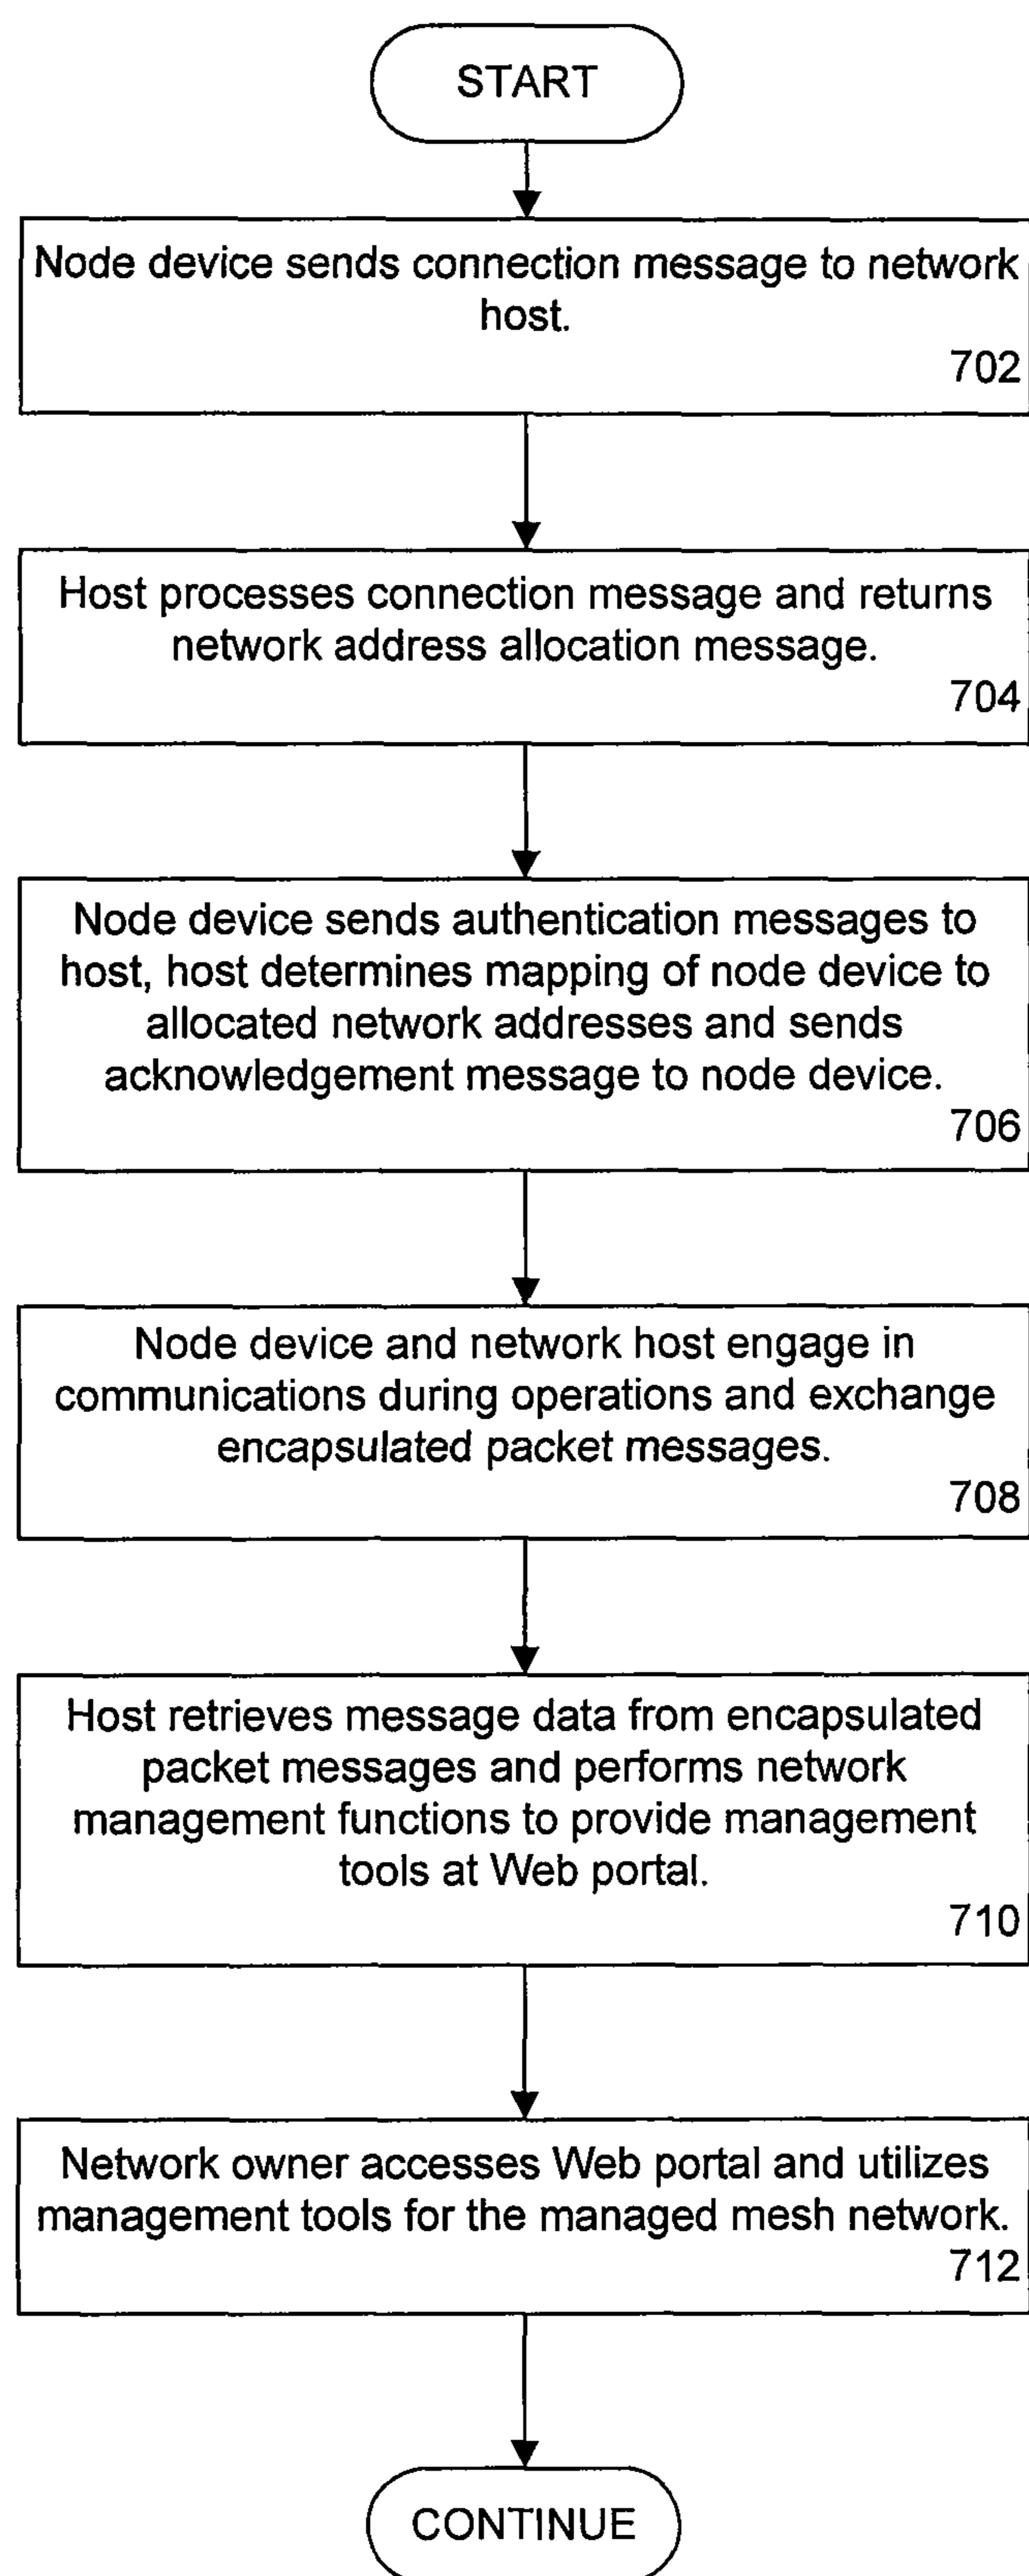 START
Node device sends connection message to network
host.
702
Host processes connection message and returns
network address allocation message.
704
Node device sends authentication messages to
host, host determines mapping of node device to
allocated network addresses and sends
acknowledgement message to node device.
706
Node device and network host engage in
communications during operations and exchange
encapsulated packet messages.
708
Host retrieves message data from encapsulated
packet messages and performs network
management functions to provide management
tools at Web portal.
710
Network owner accesses Web portal and utilizes
management tools for the managed mesh network.
712
CONTINUE